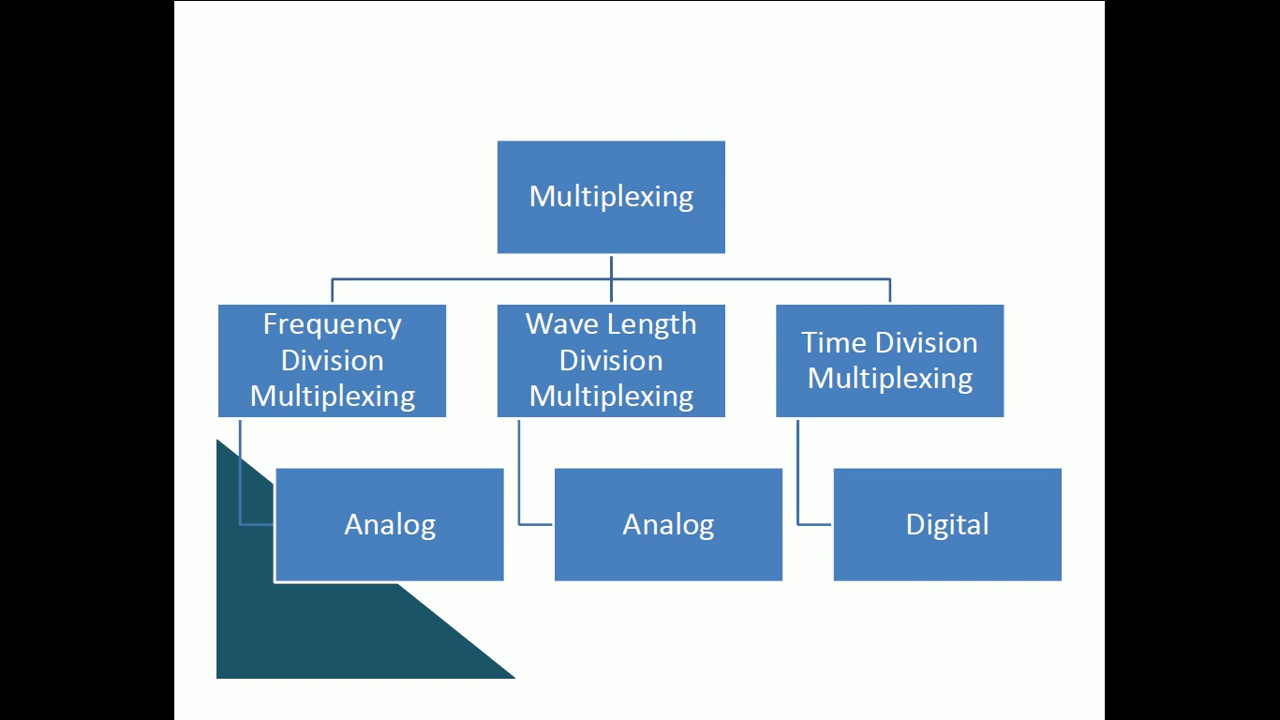 Multiplexing
Frequency
Division
Multiplexing
Wave Length
Division
Multiplexing
Time Division
Multiplexing
Analog
Analog
Digital